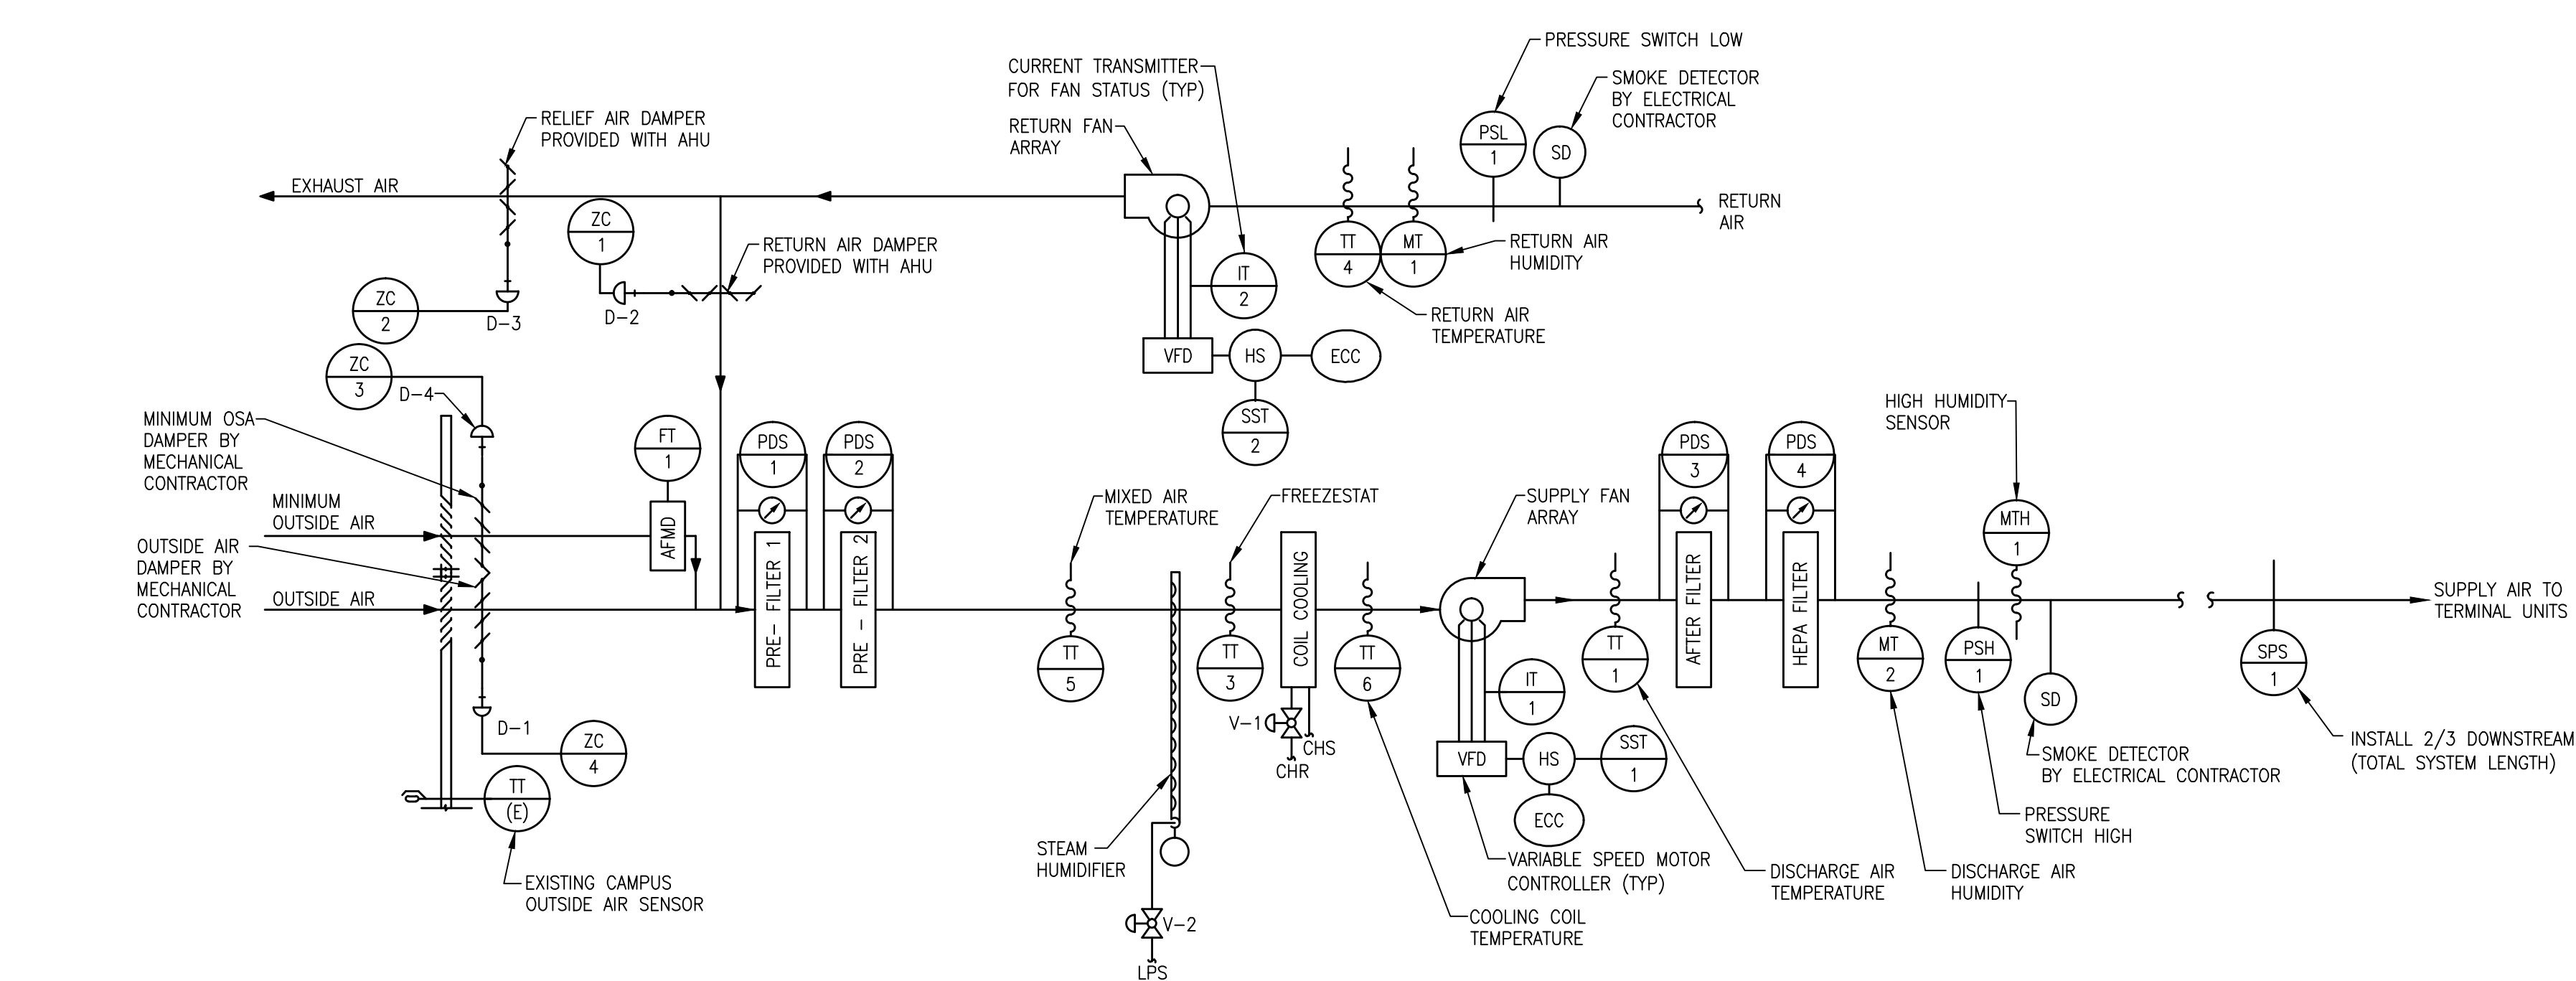 PRESSURE SWITCH LOW
CURRENT TRANSMITTER
FOR FAN STATUS (TYP)
SMOKE DETECTOR
BY ELECTRICAL
CONTRACTOR
RELIEF AIR DAMPER
PROVIDED WITH AHU
RETURN FAN
ARRAY
PSL
1
SD
EXHAUST AIR
ZC
1
RETURN
AIR
RETURN AIR DAMPER
PROVIDED WITH AHU
TT
4
MT
1
RETURN AIR
HUMIDITY
IT
2
ZC
2
D-3
D-2
RETURN AIR
TEMPERATURE
VFD
HS
ECC
ZC
3
D-4
SST
2
HIGH HUMIDITY
SENSOR
MINIMUM OSA
DAMPER BY
MECHANICAL
CONTRACTOR
FT
1
PDS
1
PDS
2
PDS
3
PDS
4
MINIMUM
OUTSIDE AIR
MIXED AIR
TEMPERATURE
FREEZESTAT
SUPPLY FAN
ARRAY
MTH
1
AFMD
OUTSIDE AIR
DAMPER BY
MECHANICAL
CONTRACTOR
OUTSIDE AIR
PRE- FILTER 1
PRE - FILTER 2
COIL COOLING
AFTER FILTER
HEPA FILTER
SUPPLY AIR TO
TERMINAL UNITS
TT
5
TT
3
TT
6
TT
1
MT
2
PSH
1
SPS
1
IT
1
SD
D-1
ZC
4
V-1
CHS
CHR
VFD
HS
SST
1
INSTALL 2/3 DOWNSTREAM
(TOTAL SYSTEM LENGTH)
SMOKE DETECTOR
BY ELECTRICAL CONTRACTOR
TT
(E)
ECC
PRESSURE
SWITCH HIGH
STEAM
HUMIDIFIER
VARIABLE SPEED MOTOR
CONTROLLER (TYP)
DISCHARGE AIR
TEMPERATURE
DISCHARGE AIR
HUMIDITY
EXISTING CAMPUS
OUTSIDE AIR SENSOR
COOLING COIL
TEMPERATURE
V-2
LPS